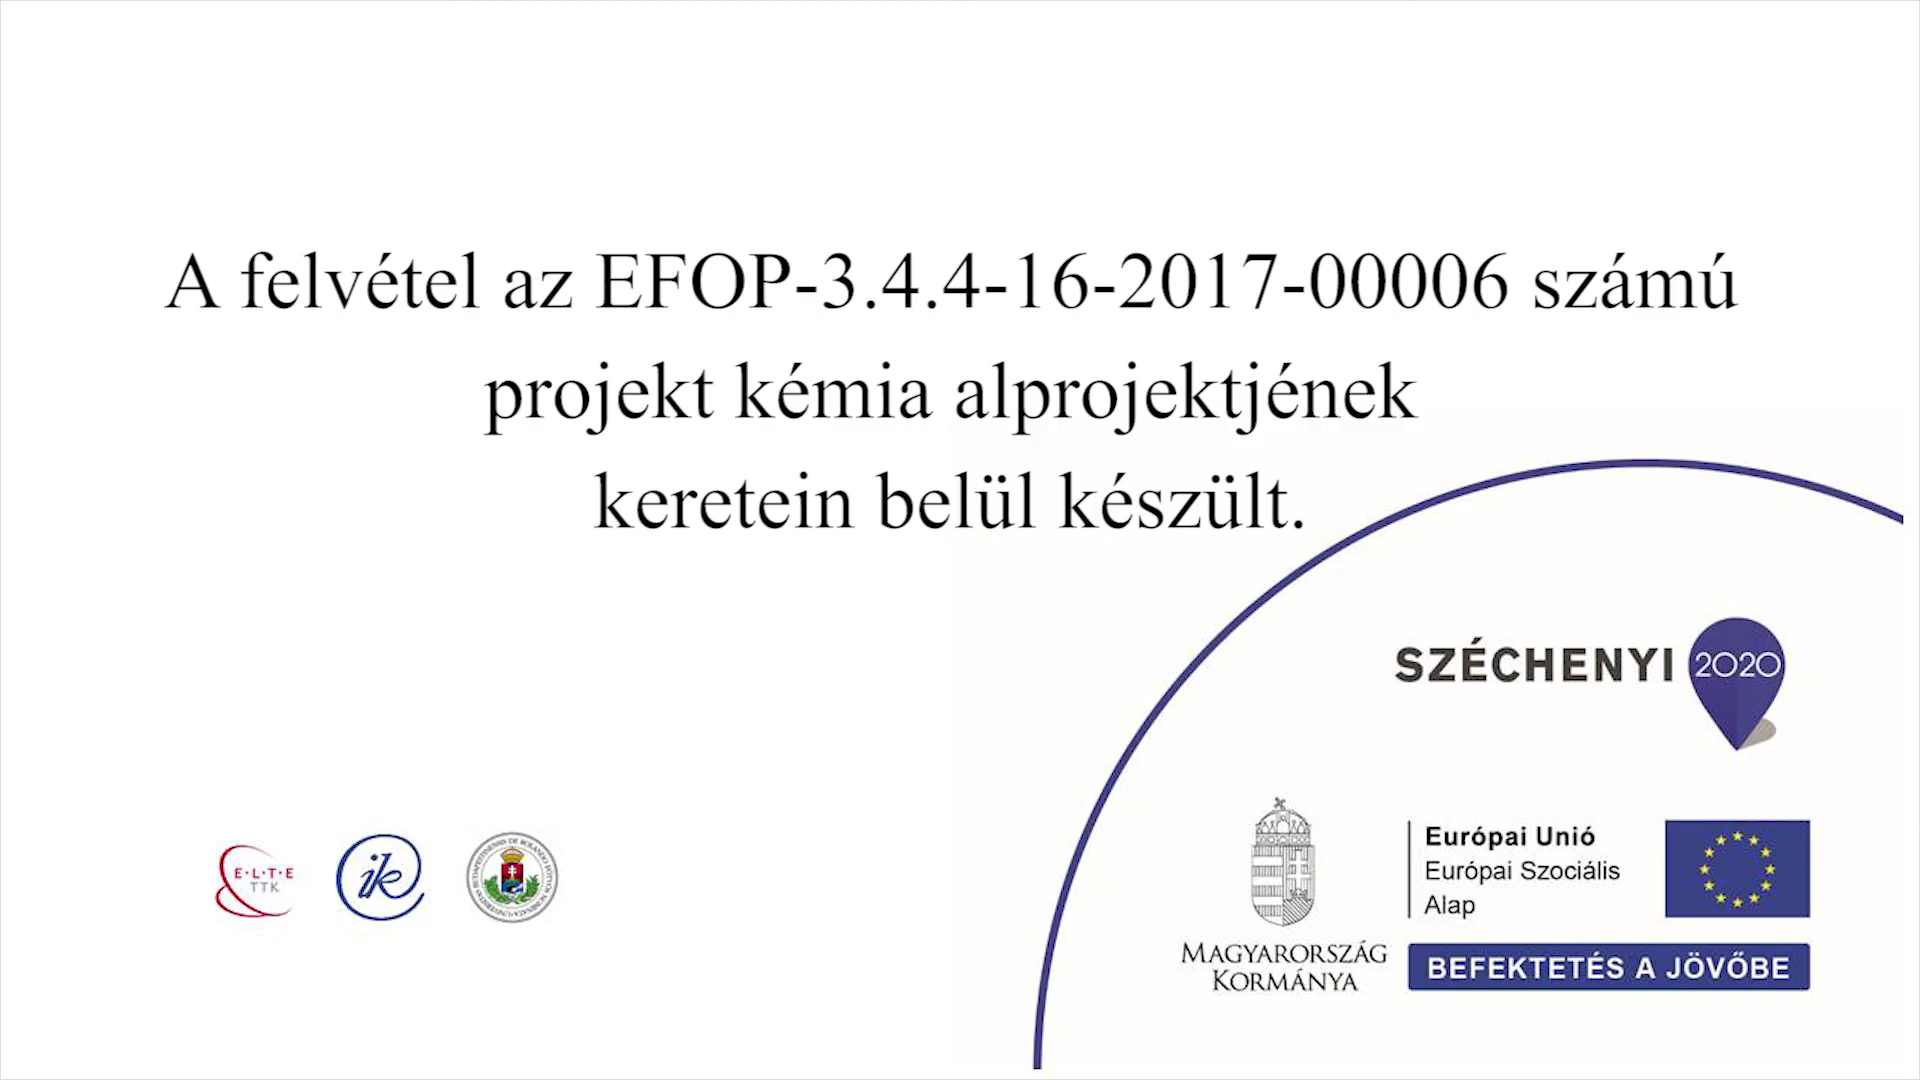 A felvétel az EFOP-3.4.4-16-2017-00006 számú
projekt kémia alprojektjének
keretein belül készült.
SZÉCHENYI 2020
E·L·T·E
TTK
ik
MAGYARORSZÁG
KORMÁNYA
Európai Unió
Európai Szociális
Alap
BEFEKTETÉS A JÖVŐBE